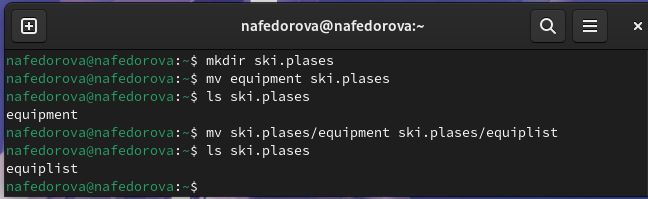 nafedorova@nafedorova:~
nafedorova@nafedorova:~$ mkdir ski.plases
nafedorova@nafedorova:~$ mv equipment ski.plases
nafedorova@nafedorova:~$ ls ski.plases
equipment
nafedorova@nafedorova:~$ mv ski.plases/equipment ski.plases/equiplist
nafedorova@nafedorova:~$ ls ski.plases
equiplist
nafedorova@nafedorova:~$